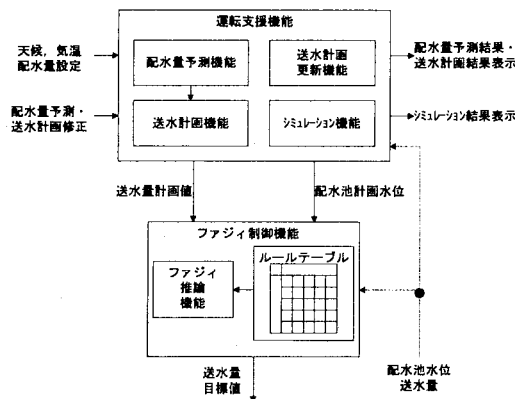 運転支援機能
天候，気温
配水量設定
配水量予測機能
送水計画
更新機能
配水量予測結果・
送水計画結果表示
配水量予測・
送水計画修正
送水計画機能
ｼﾐｭﾚｰｼｮﾝ機能
ｼﾐｭﾚｰｼｮﾝ結果表示
送水量計画値
配水池計画水位
ファジィ制御機能
ルールテーブル
ファジィ
推論
機能
送水量
目標値
配水池水位
送水量